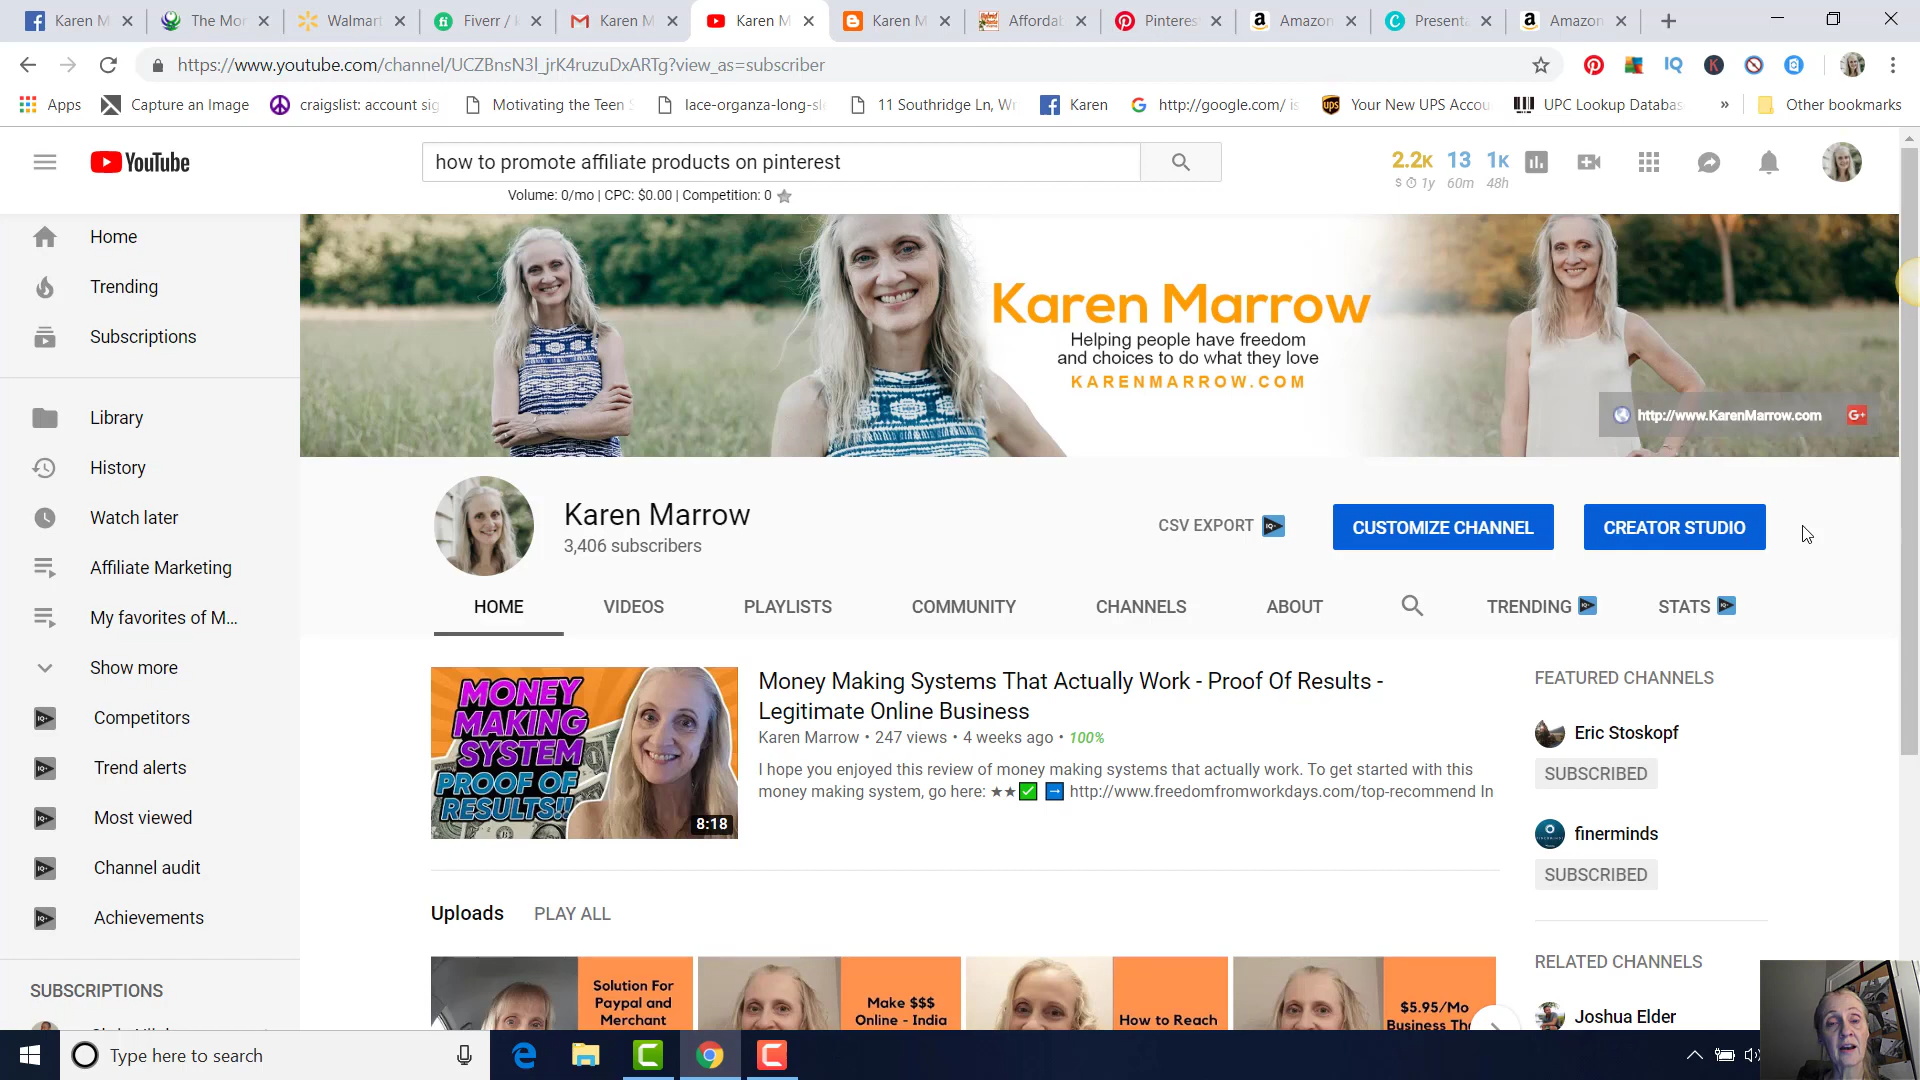 Karen M
The Mor
Walmart
Fiverr /
Karen M
Karen M
Karen M
Affordab
Pinteres
Amazon
Present
Amazon
https://www.youtube.com/channel/UCZBnsN3l_jrK4ruzuDxARTg?view_as=subscriber
Apps
Capture an Image
craigslist: account sig
Motivating the Teen
lace-organza-long-sle
11 Southridge Ln, Wr
Karen
http://google.com/ is
Your New UPS Accou
UPC Lookup Databas
»
Other bookmarks
YouTube
how to promote affiliate products on pinterest
Volume: 0/mo | CPC: $0.00 | Competition: 0
2.2K 13 1K
$ 1y 60m 48h
Home
Trending
Subscriptions
Library
History
Watch later
Affiliate Marketing
My favorites of M...
Show more
Competitors
Trend alerts
Most viewed
Channel audit
Achievements
SUBSCRIPTIONS
Karen Marrow
Helping people have freedom
and choices to do what they love
KARENMARROW.COM
http://www.KarenMarrow.com
G+
Karen Marrow
3,406 subscribers
CSV EXPORT
CUSTOMIZE CHANNEL
CREATOR STUDIO
HOME
VIDEOS
PLAYLISTS
COMMUNITY
CHANNELS
ABOUT
TRENDING
STATS
MONEY
MAKING
SYSTEM
PROOF OF
RESULTS!!
8:18
Money Making Systems That Actually Work - Proof Of Results -
Legitimate Online Business
Karen Marrow • 247 views • 4 weeks ago • 100%
I hope you enjoyed this review of money making systems that actually work. To get started with this
money making system, go here: ★★✅ ➡ http://www.freedomfromworkdays.com/top-recommend In
FEATURED CHANNELS
Eric Stoskopf
SUBSCRIBED
finerminds
SUBSCRIBED
RELATED CHANNELS
Joshua Elder
Uploads
PLAY ALL
Solution For
Paypal and
Merchant
Make $$$
Online - India
How to Reach
$5.95/Mo
Business Th
Type here to search